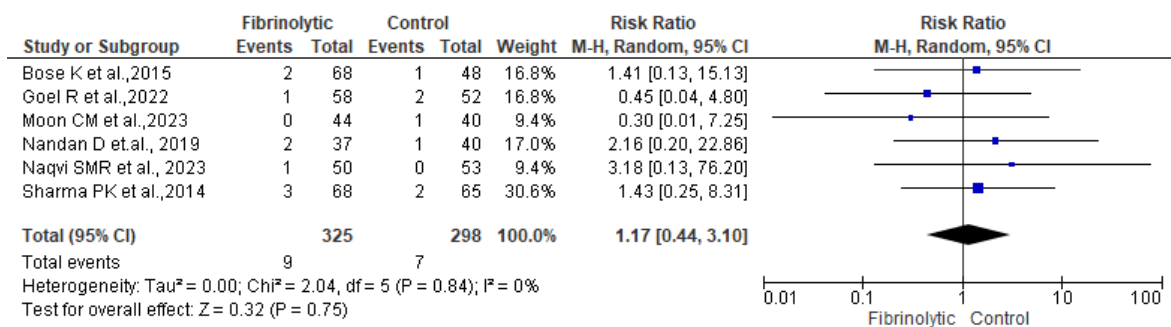 Fibrinolytic Control Risk Ratio Risk Ratio
Study or Subgroup Events Total Events Total Weight M-H, Random, 95% CI M-H, Random, 95% CI
Bose K et al.,2015 2 68 1 48 16.8% 1.41 [0.13, 15.13]
Goel R et al.,2022 1 58 2 52 16.8% 0.45 [0.04, 4.80]
Moon CM et al.,2023 0 44 1 40 9.4% 0.30 [0.01, 7.25]
Nandan D et.al., 2019 2 37 1 40 17.0% 2.16 [0.20, 22.86]
Naqvi SMR et al., 2023 1 50 0 53 9.4% 3.18 [0.13, 76.20]
Sharma PK et al.,2014 3 68 2 65 30.6% 1.43 [0.25, 8.31]
Total (95% CI) 325 298 100.0% 1.17 [0.44, 3.10]
Total events 9 7
Heterogeneity: Tau² = 0.00; Chi² = 2.04, df = 5 (P = 0.84); I² = 0%
Test for overall effect: Z = 0.32 (P = 0.75)
0.01 0.1 1 10 100
Fibrinolytic Control